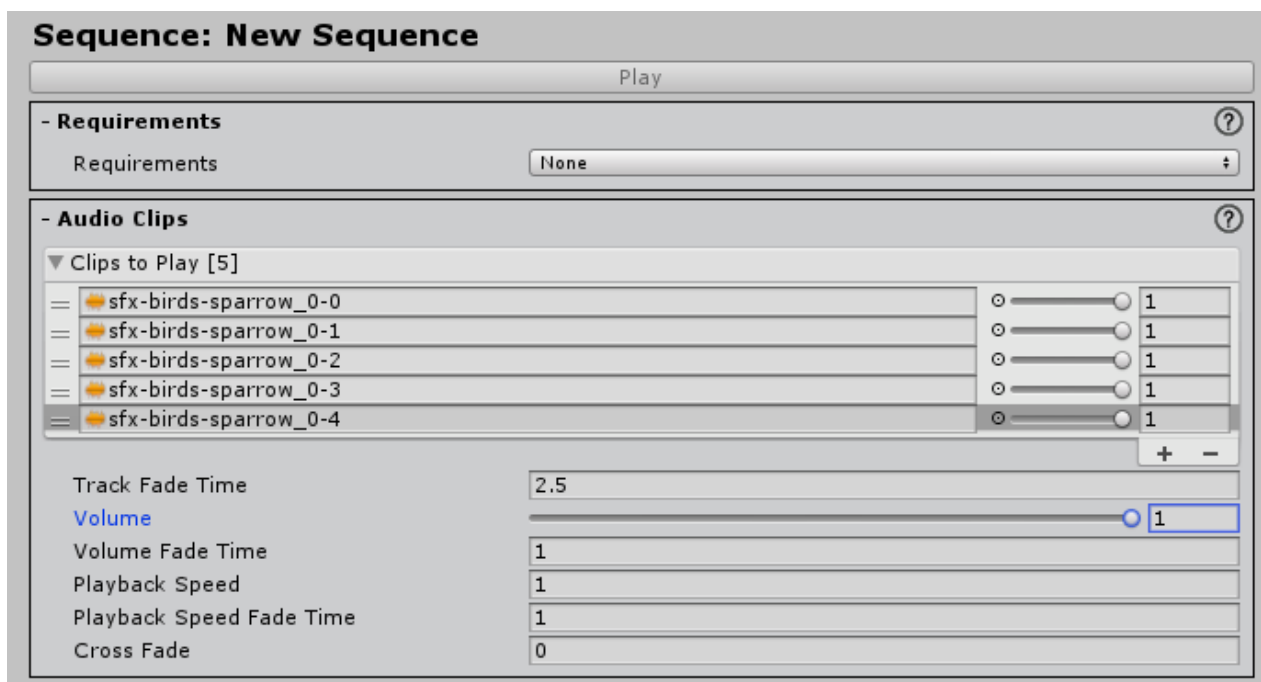 Sequence: New Sequence
Play
- Requirements ?
Requirements None
- Audio Clips ?
Clips to Play [5]
sfx-birds-sparrow_0-0 1
sfx-birds-sparrow_0-1 1
sfx-birds-sparrow_0-2 1
sfx-birds-sparrow_0-3 1
sfx-birds-sparrow_0-4 1
+ -
Track Fade Time 2.5
Volume 1
Volume Fade Time 1
Playback Speed 1
Playback Speed Fade Time 1
Cross Fade 0